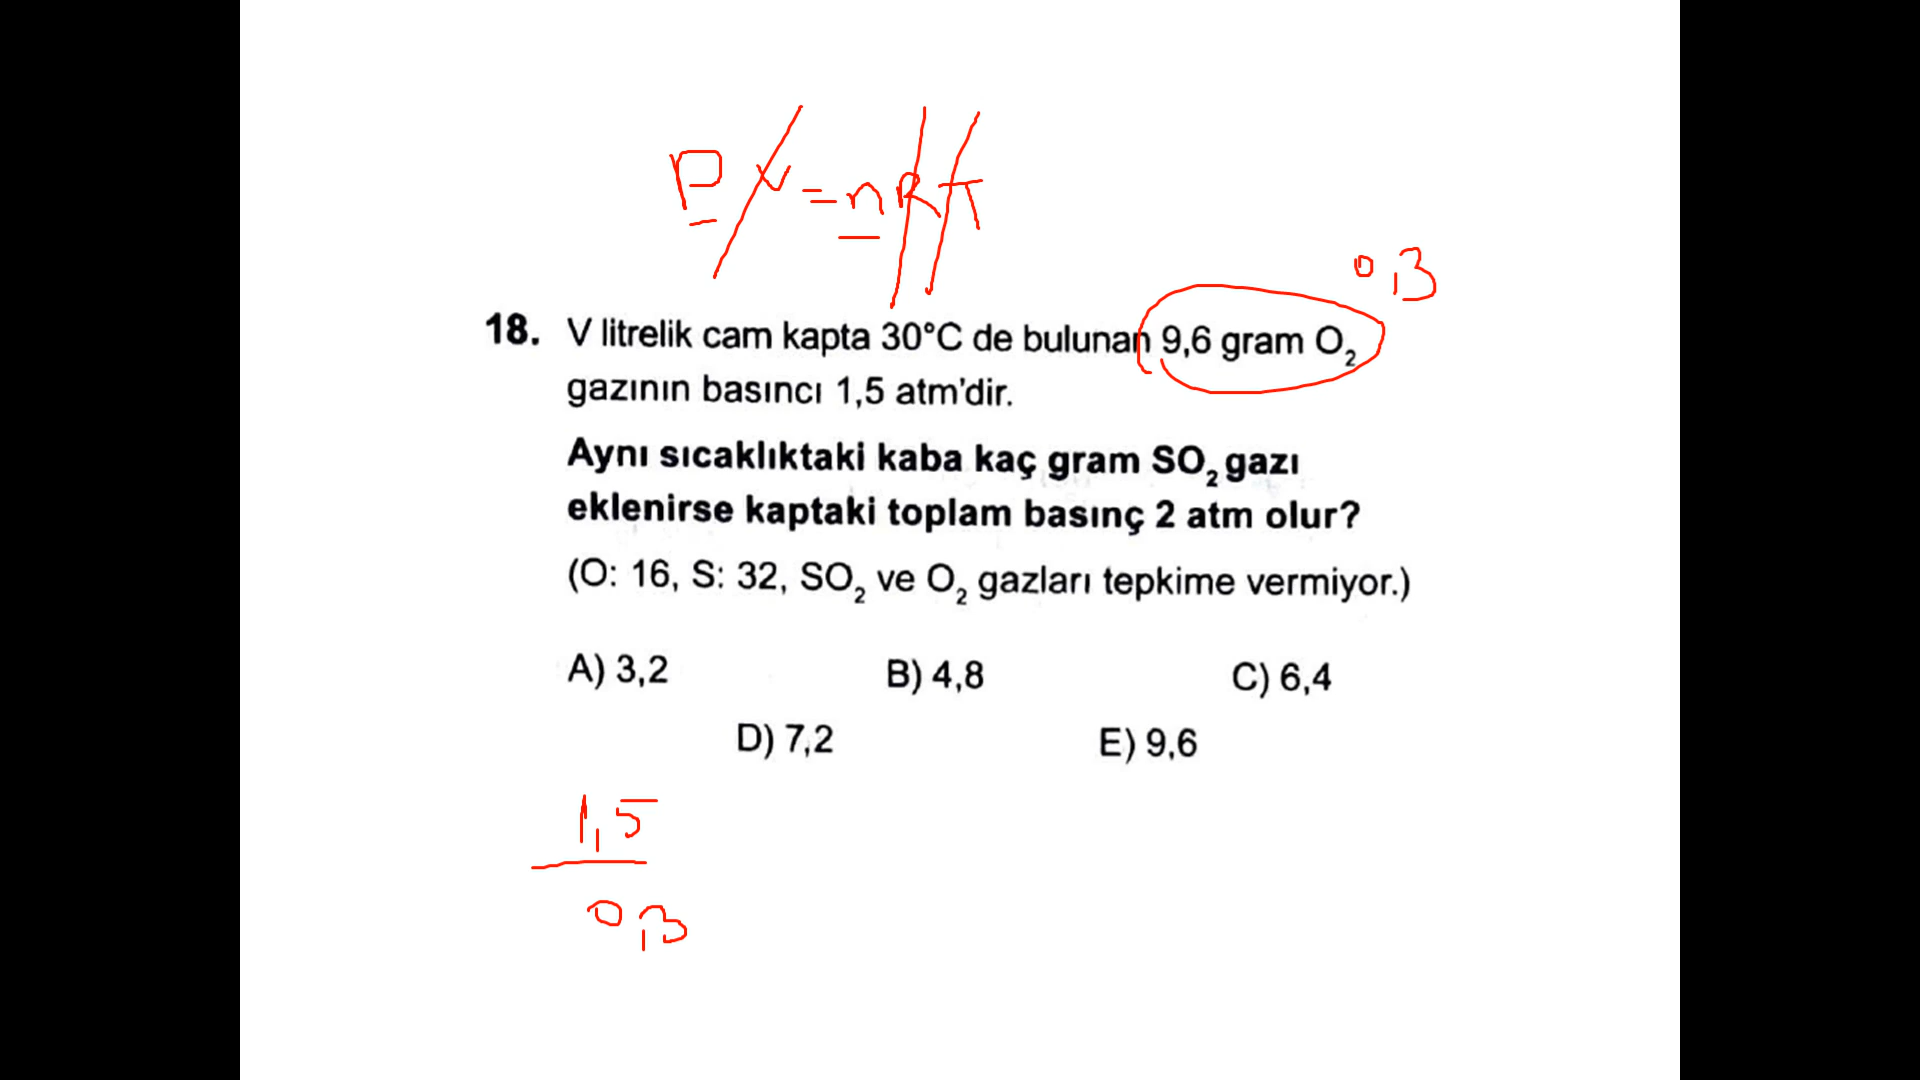 PV=nRT
0,3
18. V litrelik cam kapta 30°C de bulunan 9,6 gram O₂
gazının basıncı 1,5 atm'dir.
Aynı sıcaklıktaki kaba kaç gram SO₂ gazı
eklenirse kaptaki toplam basınç 2 atm olur?
(O: 16, S: 32, SO₂ ve O₂ gazları tepkime vermiyor.)
A) 3,2 B) 4,8 C) 6,4
D) 7,2 E) 9,6
1,5
0,3